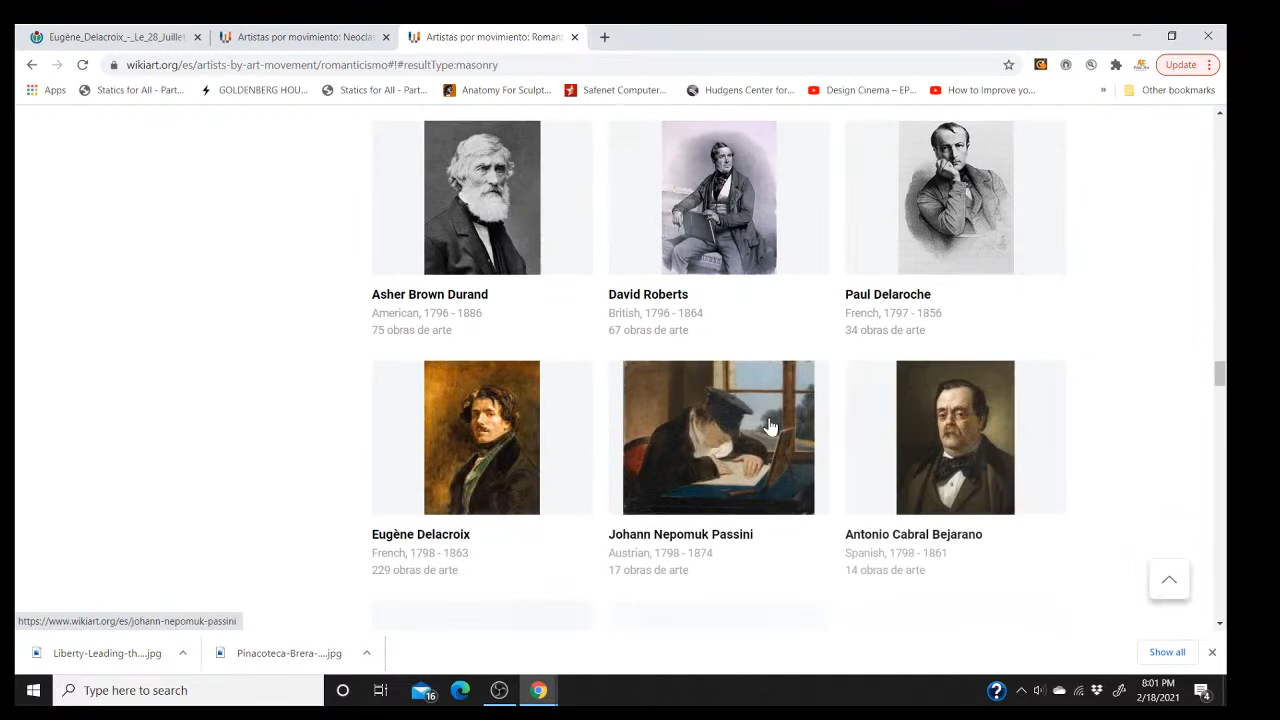 Eugène_Delacroix_-_Le_28_Juillet
Artistas por movimiento: Neoclas
Artistas por movimiento: Romant
wikiart.org/es/artists-by-art-movement/romanticismo#!#resultType:masonry
Update
Apps
Statics for All - Part...
GOLDENBERG HOU...
Statics for All - Part...
Anatomy For Sculpt...
Safenet Computer...
Hudgens Center for...
Design Cinema – EP...
How to Improve yo...
»
Other bookmarks
Asher Brown Durand
American, 1796 - 1886
75 obras de arte
David Roberts
British, 1796 - 1864
67 obras de arte
Paul Delaroche
French, 1797 - 1856
34 obras de arte
Eugène Delacroix
French, 1798 - 1863
229 obras de arte
Johann Nepomuk Passini
Austrian, 1798 - 1874
17 obras de arte
Antonio Cabral Bejarano
Spanish, 1798 - 1861
14 obras de arte
https://www.wikiart.org/es/johann-nepomuk-passini
Liberty-Leading-th....jpg
Pinacoteca-Brera-....jpg
Show all
Type here to search
16
8:01 PM
2/18/2021
4